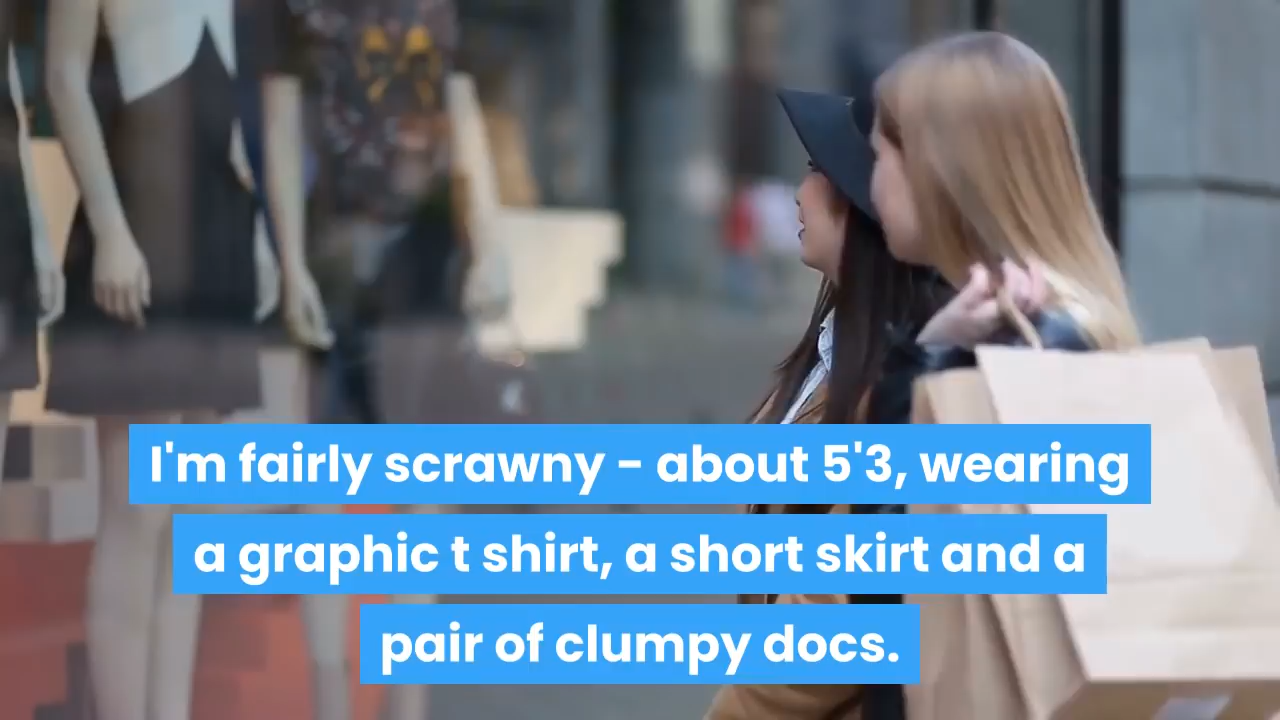 I'm fairly scrawny - about 5'3, wearing
a graphic t shirt, a short skirt and a
pair of clumpy docs.